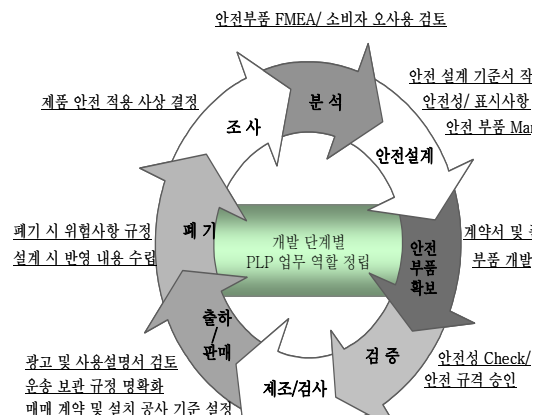 안전부품 FMEA/ 소비자 오사용 검토
안전 설계 기준서
안전성/ 표시사항
안전 부품
제품 안전 적용 사상 결정
분 석
조 사
안전설계
폐기 시 위험사항 규정
설계 시 반영 내용 수립
폐 기
개발 단계별
PLP 업무 역할 정립
안전
부품
확보
계약서 및
부품 개발
출하
/
판매
검 증
제조/검사
안전성 Check/
안전 규격 승인
광고 및 사용설명서 검토
운송 보관 규정 명확화
매매 계약 및 설치 공사 기준 설정